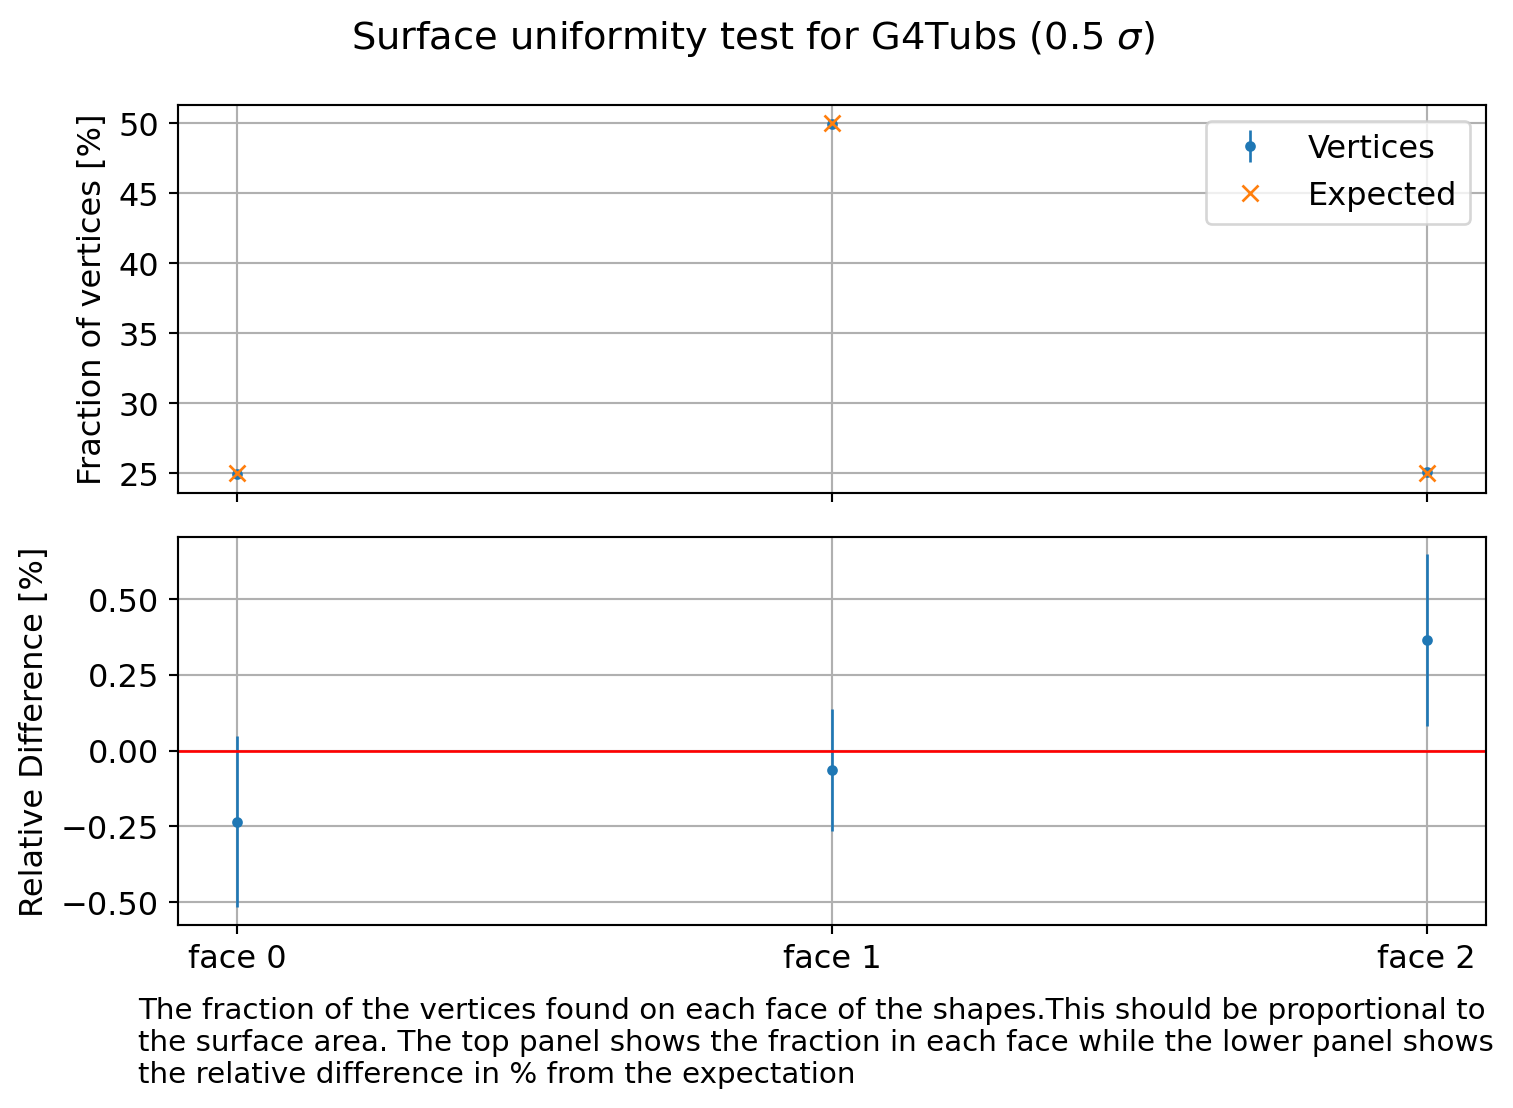 Surface uniformity test for G4Tubs (0.5 σ)
Fraction of vertices [%]
50
45
40
35
30
25
Vertices
Expected
Relative Difference [%]
0.50
0.25
0.00
−0.25
−0.50
face 0
face 1
face 2
The fraction of the vertices found on each face of the shapes.This should be proportional to
the surface area. The top panel shows the fraction in each face while the lower panel shows
the relative difference in % from the expectation